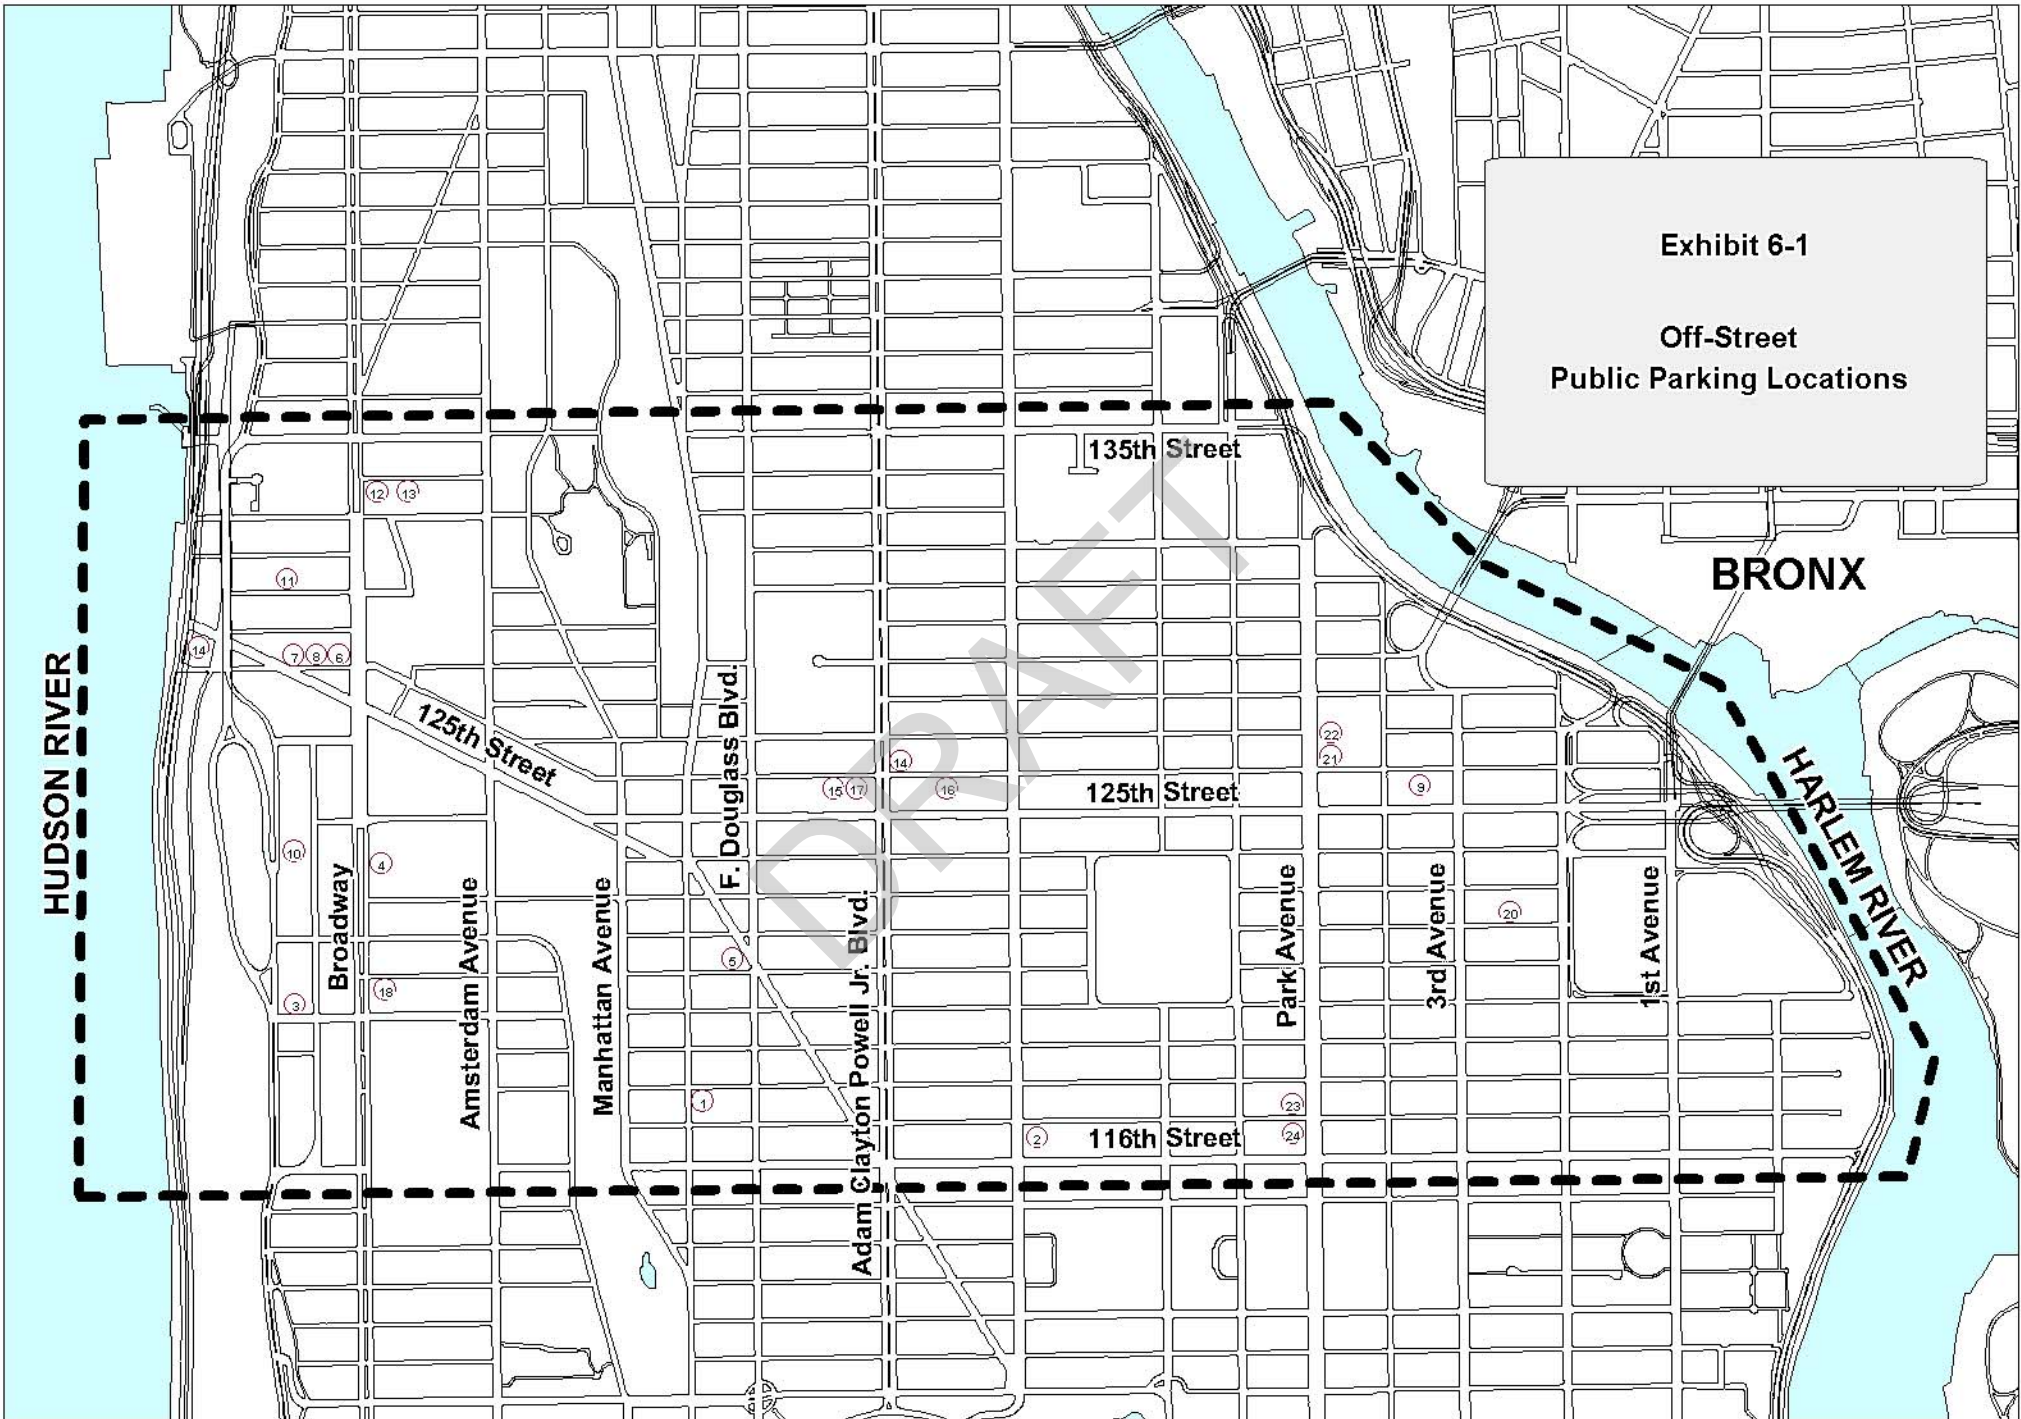 Exhibit 6-1
Off-Street
Public Parking Locations
135th Street
12 13
BRONX
11
14
7 8 6
HUDSON RIVER
125th Street
F. Douglass Blvd.
22
14
21
15 17
16
125th Street
9
HARLEM RIVER
10
4
Broadway
Amsterdam Avenue
Manhattan Avenue
Adam Clayton Powell Jr. Blvd.
Park Avenue
3rd Avenue
1st Avenue
20
5
18
3
1
23
2
116th Street
24
DRAFT